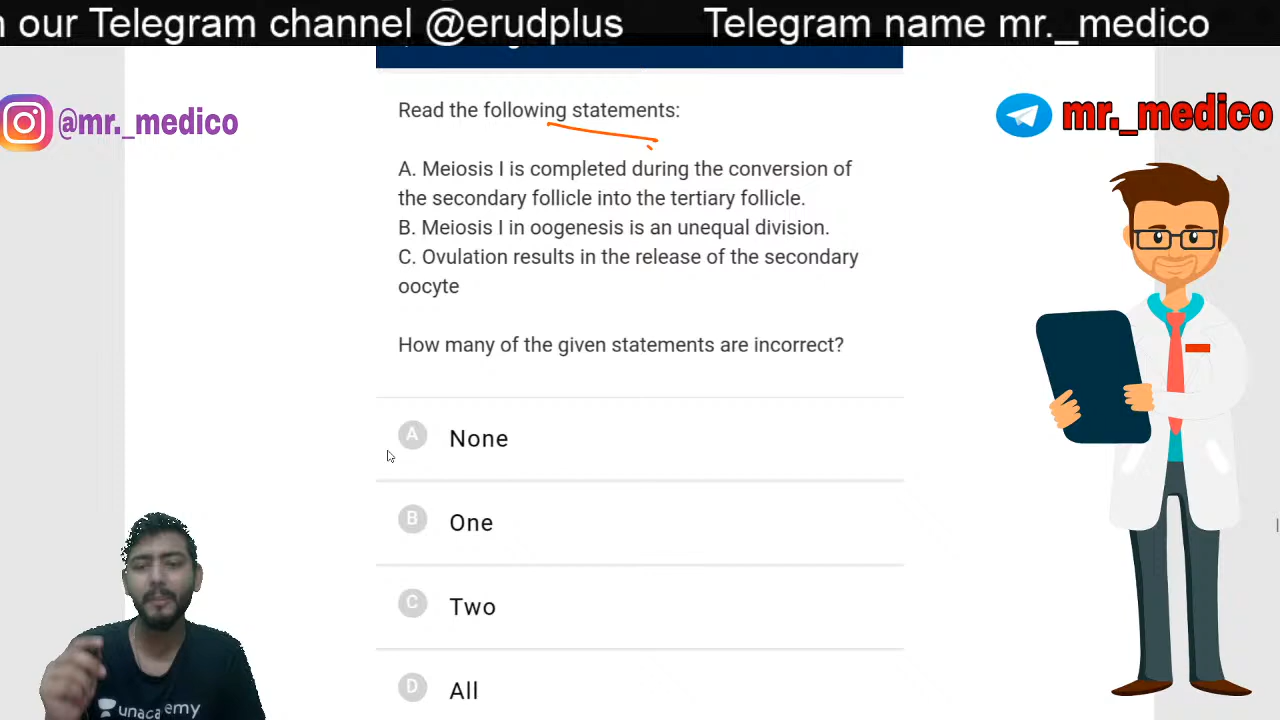 n our Telegram channel @erudplus Telegram name mr._medico
@mr._medico
mr._medico
Read the following statements:
A. Meiosis I is completed during the conversion of
the secondary follicle into the tertiary follicle.
B. Meiosis I in oogenesis is an unequal division.
C. Ovulation results in the release of the secondary
oocyte
How many of the given statements are incorrect?
A None
B One
C Two
D All
unacademy